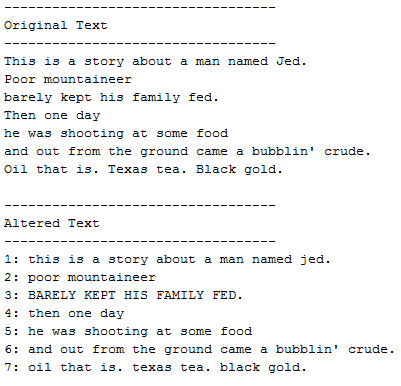 ----------------------------------
Original Text
----------------------------------
This is a story about a man named Jed.
Poor mountaineer
barely kept his family fed.
Then one day
he was shooting at some food
and out from the ground came a bubblin' crude.
Oil that is. Texas tea. Black gold.
----------------------------------
Altered Text
----------------------------------
1: this is a story about a man named jed.
2: poor mountaineer
3: BARELY KEPT HIS FAMILY FED.
4: then one day
5: he was shooting at some food
6: and out from the ground came a bubblin' crude.
7: oil that is. texas tea. black gold.